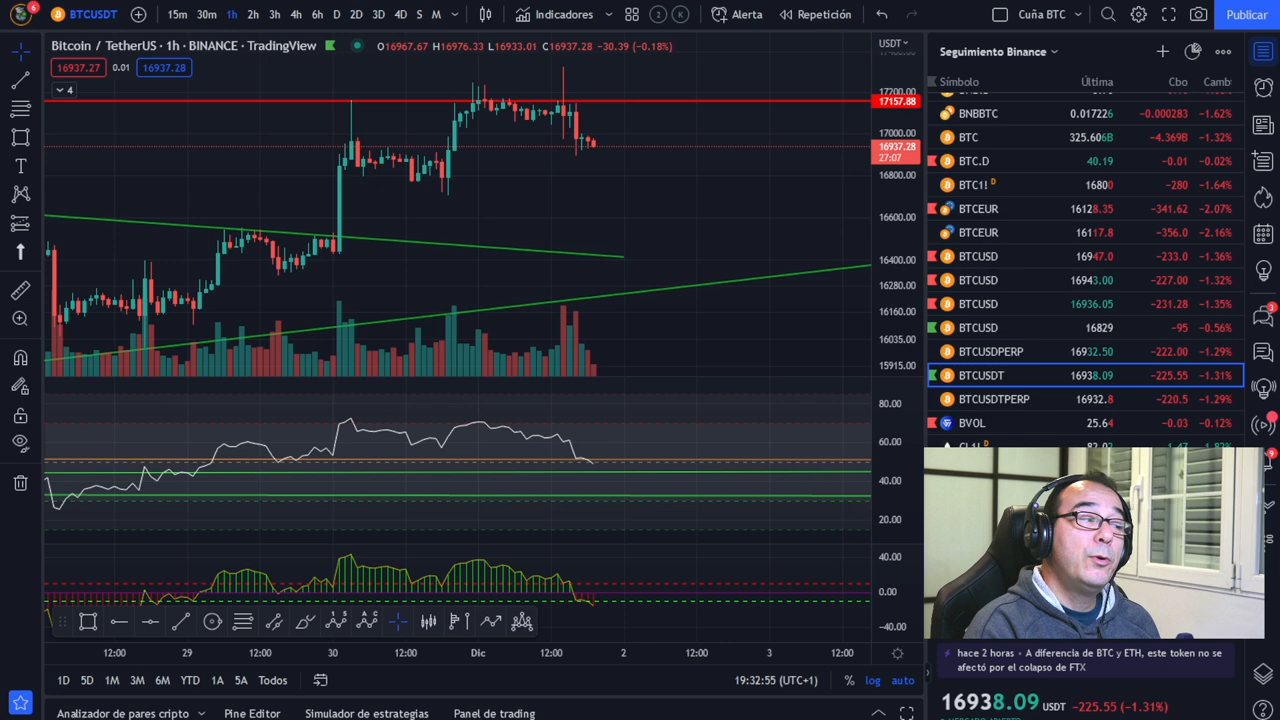 6
BTCUSDT
15m 30m 1h 2h 3h 4h 6h D 2D 3D 4D S M
Indicadores
2 K
Alerta
Repetición
Cuña BTC
Publicar
Bitcoin / TetherUS · 1h · BINANCE · TradingView
O16967.67 H16976.33 L16933.01 C16937.28 −30.39 (−0.18%)
16937.27 0.01 16937.28
4
USDT
17200.00
17157.88
17000.00
16937.28
27:07
16800.00
16600.00
16400.00
16280.00
16160.00
16035.00
15915.00
80.00
60.00
40.00
20.00
40.00
0.00
−40.00
12:00 29 12:00 30 12:00 Dic 12:00 2 12:00 3 12:00
1D 5D 1M 3M 6M YTD 1A 5A Todos
19:32:55 (UTC+1) % log auto
Analizador de pares cripto Pine Editor Simulador de estrategias Panel de trading
Seguimiento Binance
Símbolo Última Cbo Camb
BNBBTC 0.017226 −0.000283 −1.62%
BTC 325.606B −4.369B −1.32%
BTC.D 40.19 −0.01 −0.02%
BTC1! D 16800 −280 −1.64%
BTCEUR 16128.35 −341.62 −2.07%
BTCEUR 16117.8 −356.0 −2.16%
BTCUSD 16947.0 −233.0 −1.36%
BTCUSD 16943.00 −227.00 −1.32%
BTCUSD 16936.05 −231.28 −1.35%
BTCUSD 16829 −95 −0.56%
BTCUSDPERP 16932.50 −222.00 −1.29%
BTCUSDT 16938.09 −225.55 −1.31%
BTCUSDTPERP 16932.8 −220.5 −1.29%
BVOL 25.64 −0.03 −0.12%
3
9
hace 2 horas • A diferencia de BTC y ETH, este token no se
afectó por el colapso de FTX
16938.09 USDT −225.55 (−1.31%)